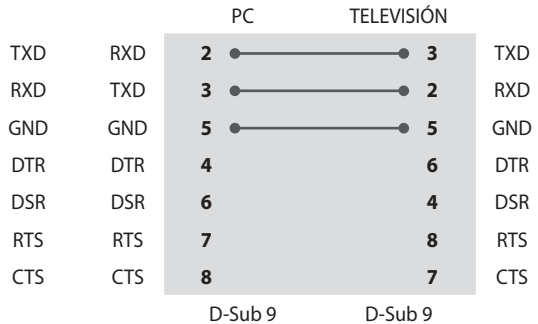 PC TELEVISIÓN
TXD RXD 2 3 TXD
RXD TXD 3 2 RXD
GND GND 5 5 GND
DTR DTR 4 6 DTR
DSR DSR 6 4 DSR
RTS RTS 7 8 RTS
CTS CTS 8 7 CTS
D-Sub 9 D-Sub 9